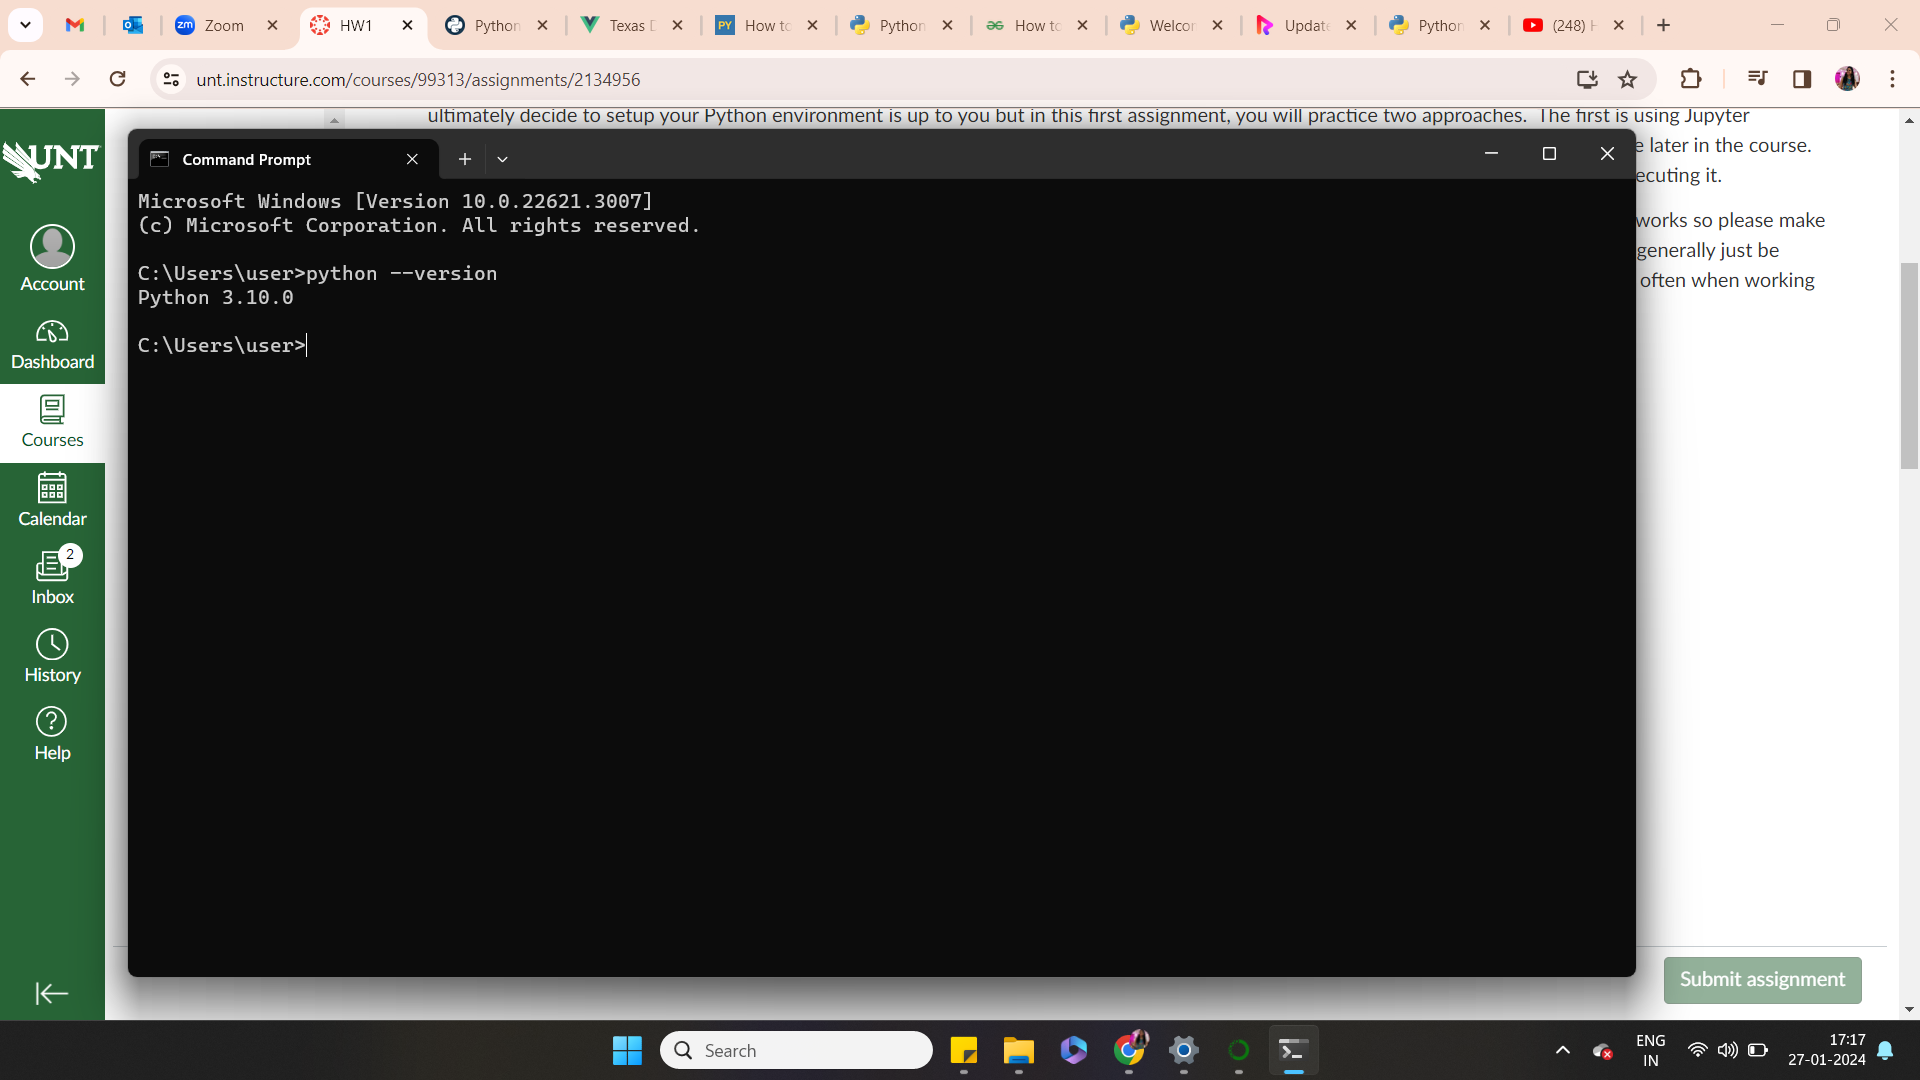 Zoom
HW1
Python
Texas D
How to
Python
How to
Welcor
Update
Python
(248) H
unt.instructure.com/courses/99313/assignments/2134956
ultimately decide to setup your Python environment is up to you but in this first assignment, you will practice two approaches. The first is using Jupyter
e later in the course.
ecuting it.
works so please make
generally just be
often when working
UNT
Account
Dashboard
Courses
Calendar
2
Inbox
History
Help
Command Prompt
Microsoft Windows [Version 10.0.22621.3007]
(c) Microsoft Corporation. All rights reserved.
C:\Users\user>python --version
Python 3.10.0
C:\Users\user>
Submit assignment
Search
ENG
IN
17:17
27-01-2024